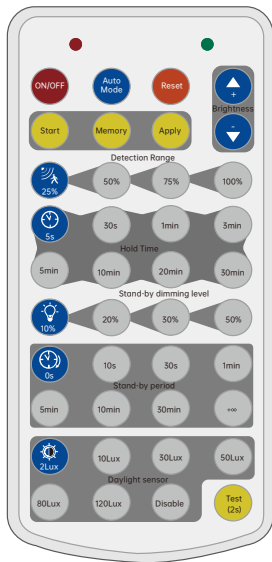 ON/OFF
Auto
Mode
Reset
+
Brightness
-
Start
Memory
Apply
Detection Range
25%
50%
75%
100%
5s
30s
1min
3min
Hold Time
5min
10min
20min
30min
Stand-by dimming level
10%
20%
30%
50%
0s
10s
30s
1min
Stand-by period
5min
10min
30min
+∞
2Lux
10Lux
30Lux
50Lux
Daylight sensor
80Lux
120Lux
Disable
Test
(2s)